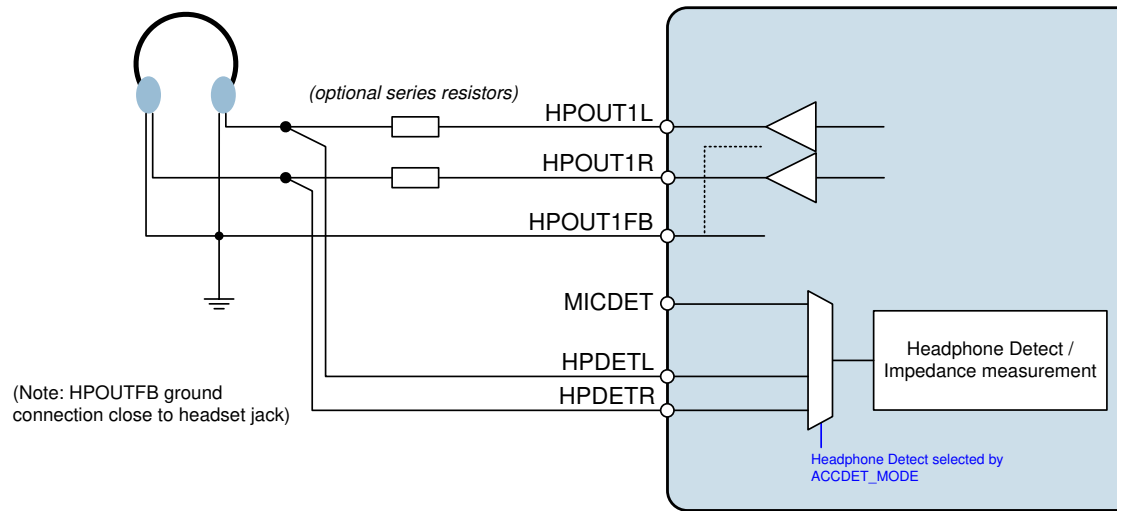 (optional series resistors)
HPOUT1L
HPOUT1R
HPOUT1FB
MICDET
HPDETL
HPDETR
Headphone Detect /
Impedance measurement
(Note: HPOUTFB ground
connection close to headset jack)
Headphone Detect selected by
ACCDET_MODE